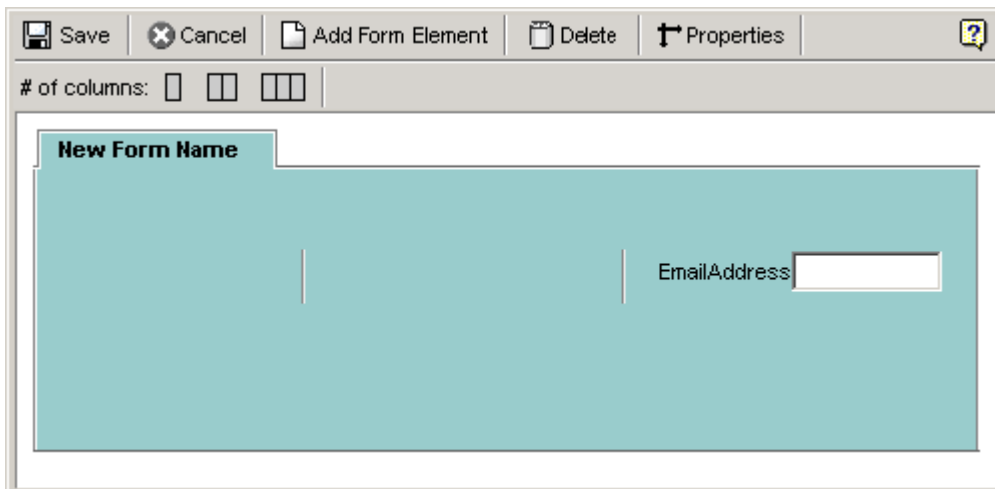 Save Cancel Add Form Element Delete Properties ?
# of columns:
New Form Name
EmailAddress